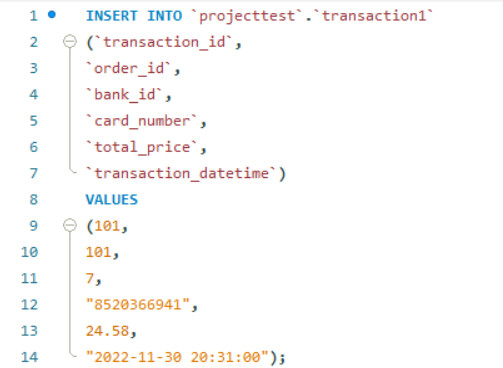 1 INSERT INTO `projecttest`.`transaction1`
2 (`transaction_id`,
3 `order_id`,
4 `bank_id`,
5 `card_number`,
6 `total_price`,
7 `transaction_datetime`)
8 VALUES
9 (101,
10 101,
11 7,
12 "8520366941",
13 24.58,
14 "2022-11-30 20:31:00");